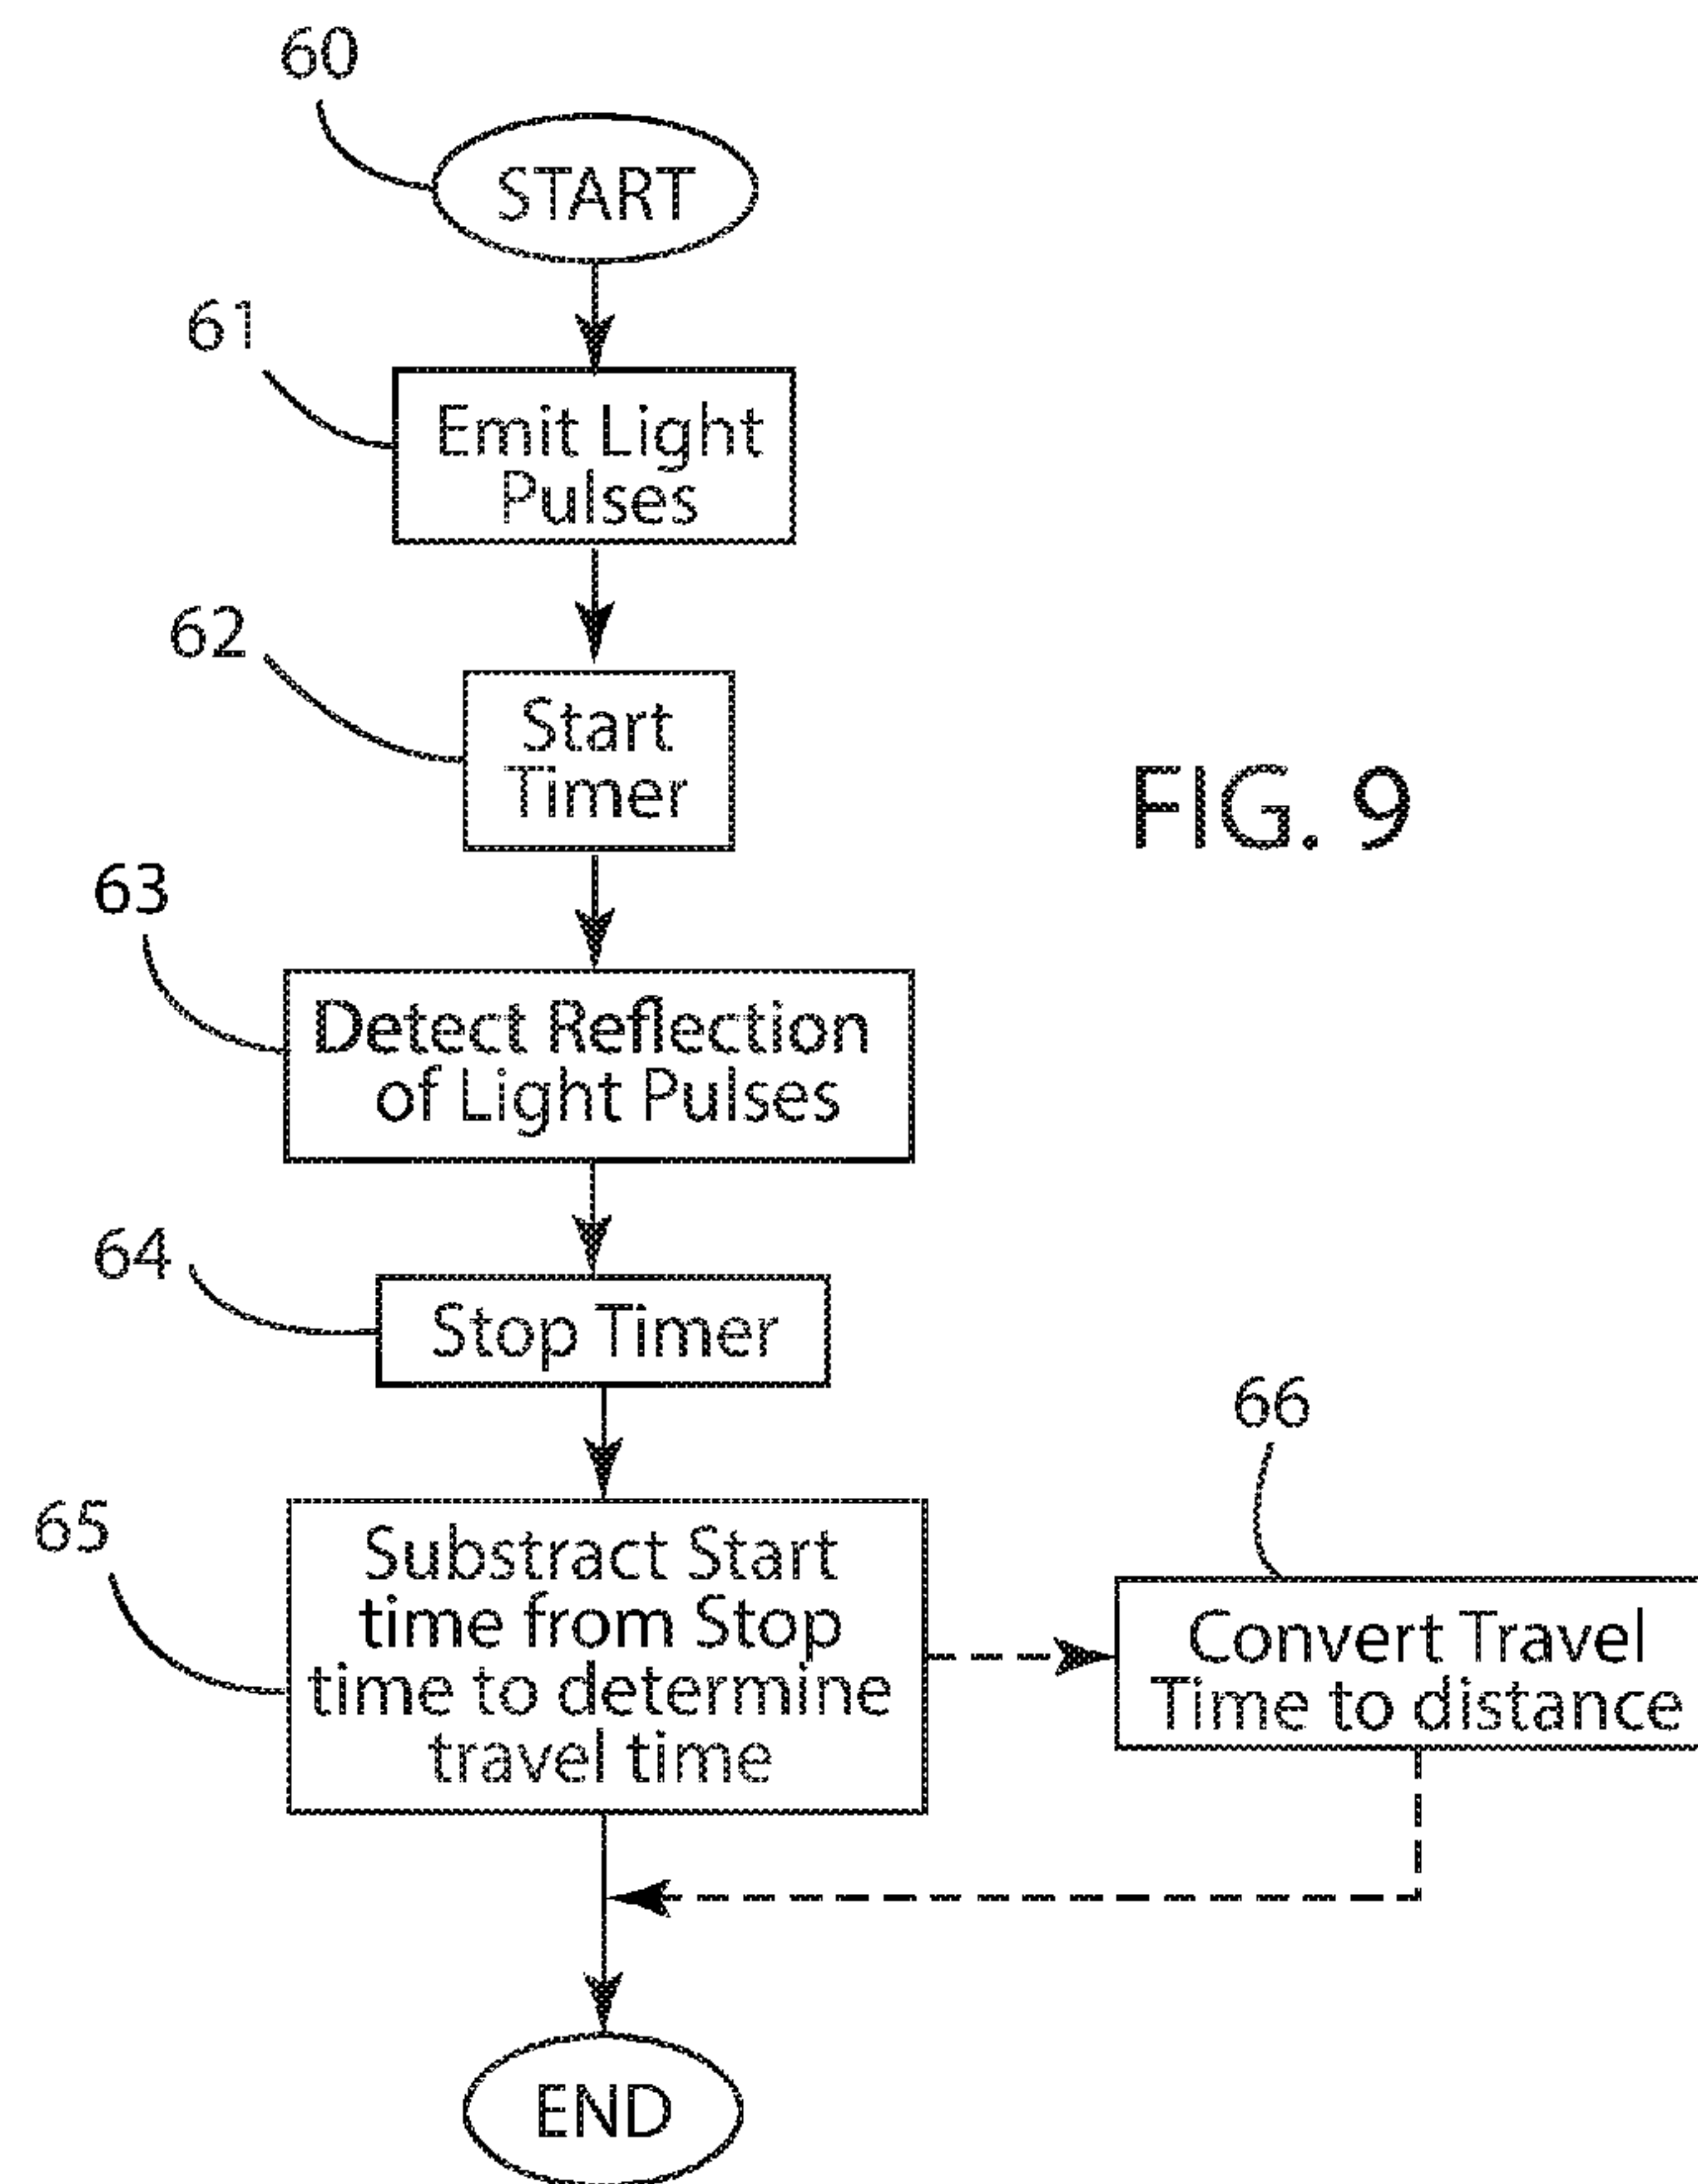 60
START
61
Emit Light
Pulses
62
Start
Timer
FIG. 9
63
Detect Reflection
of Light Pulses
64
Stop Timer
66
65
Substract Start
time from Stop
time to determine
travel time
Convert Travel
Time to distance
END